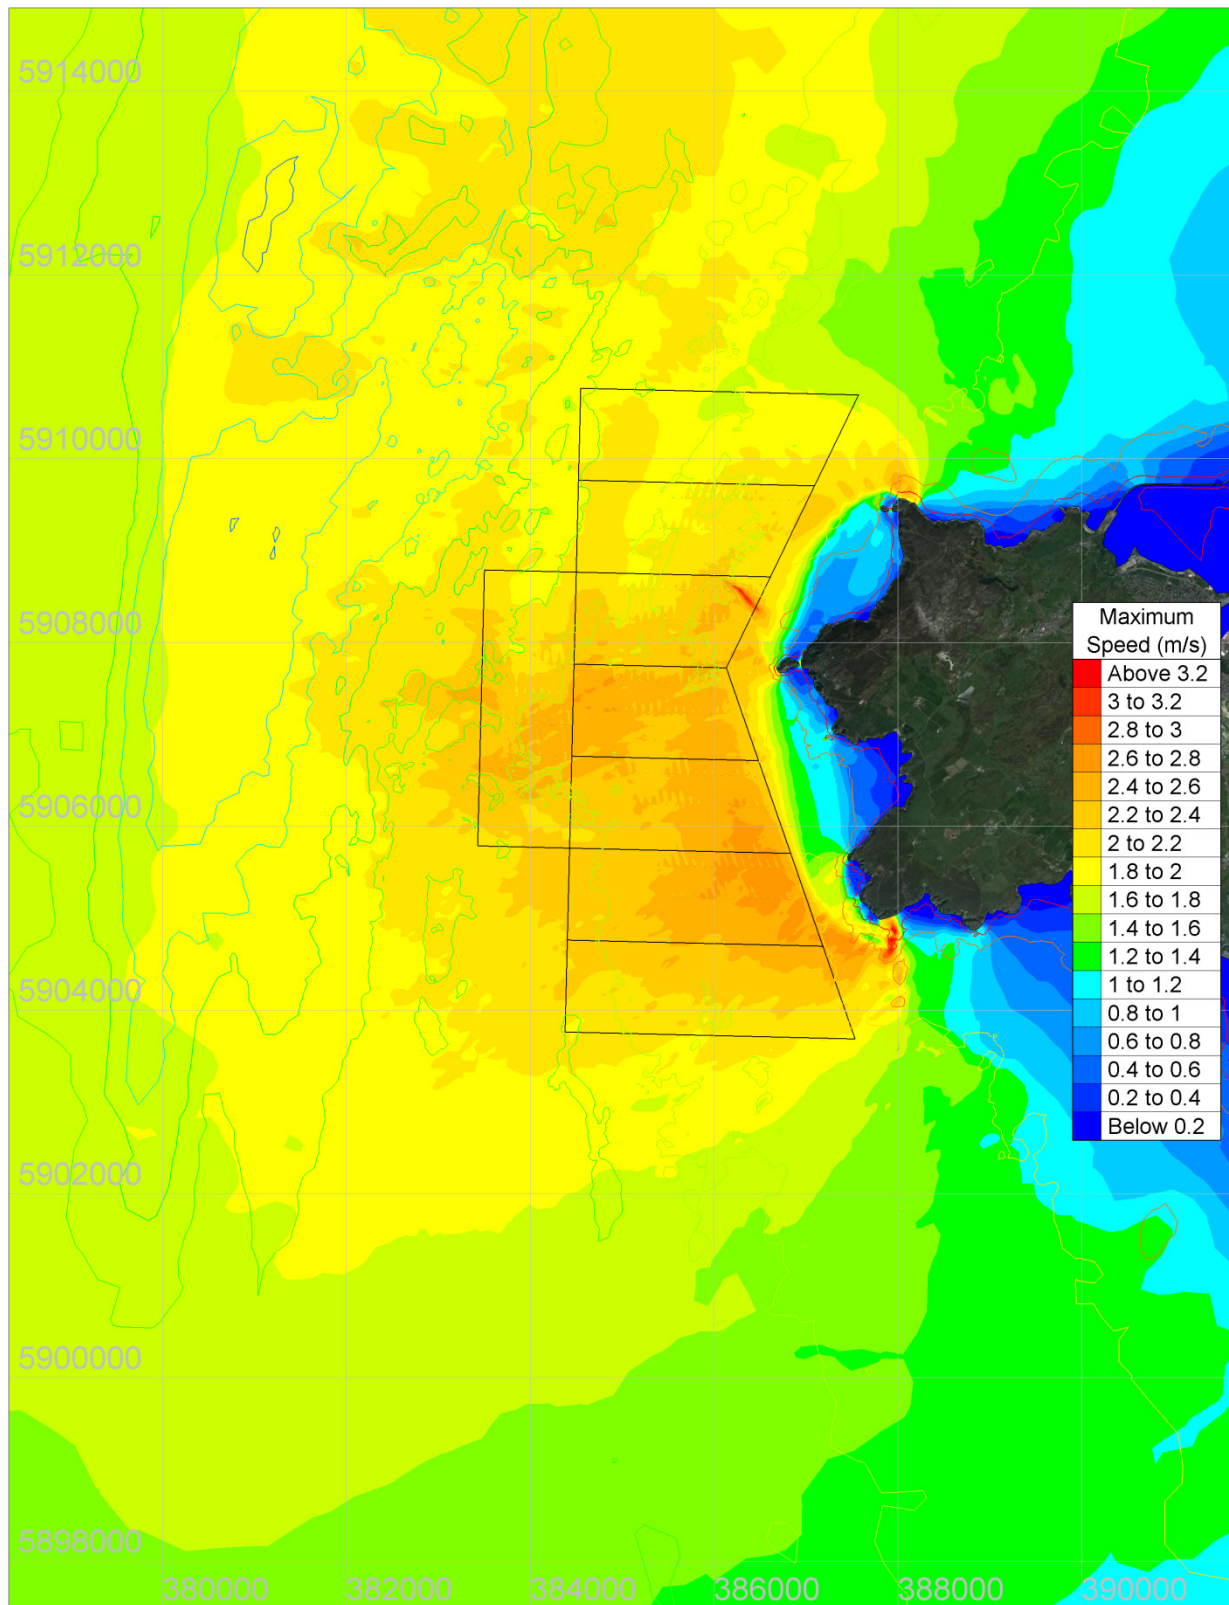 5914000
5912000
5910000
5908000
5906000
5904000
5902000
5900000
5898000
380000
382000
384000
386000
388000
390000
Maximum
Speed (m/s)
Above 3.2
3 to 3.2
2.8 to 3
2.6 to 2.8
2.4 to 2.6
2.2 to 2.4
2 to 2.2
1.8 to 2
1.6 to 1.8
1.4 to 1.6
1.2 to 1.4
1 to 1.2
0.8 to 1
0.6 to 0.8
0.4 to 0.6
0.2 to 0.4
Below 0.2